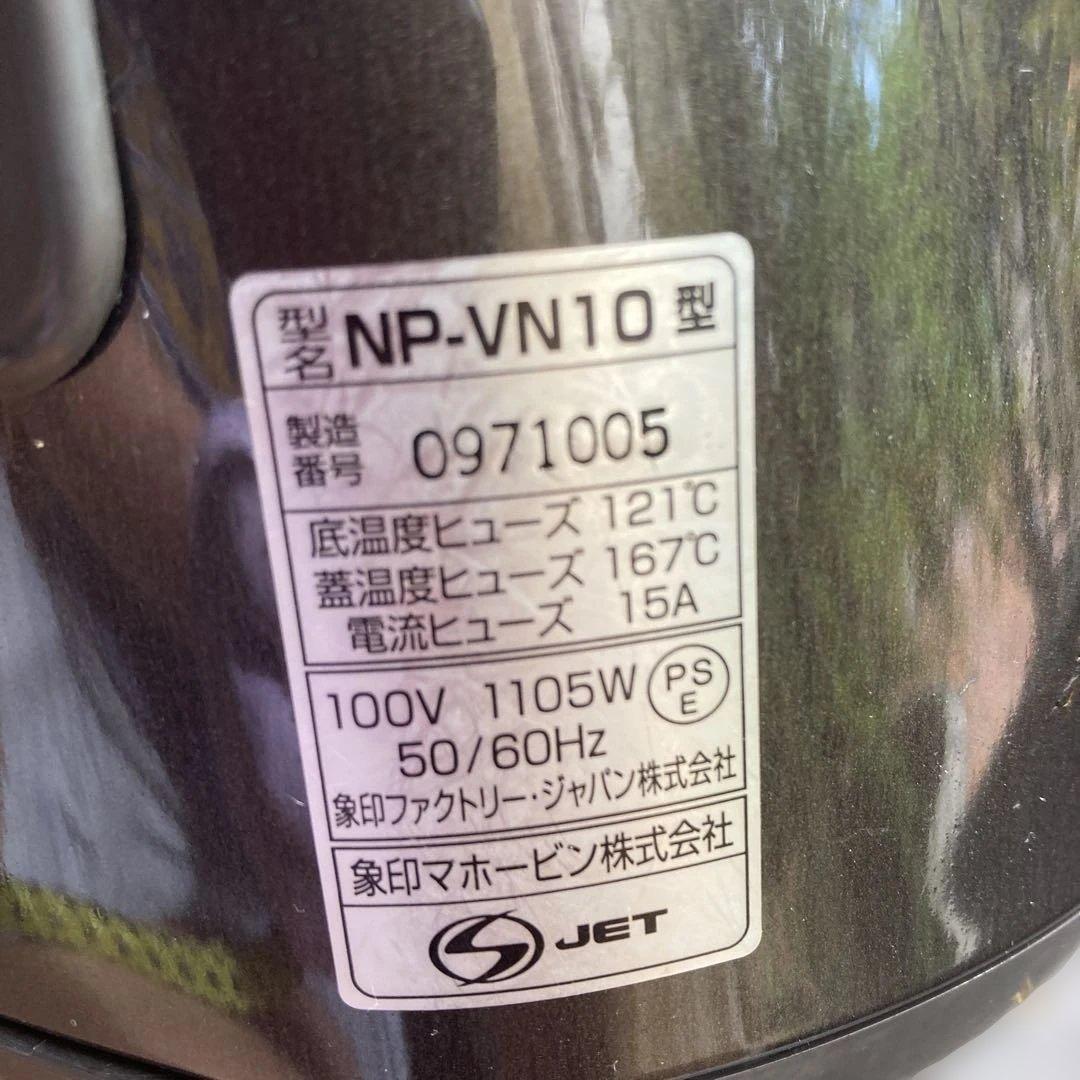 型名 NP-VN10 型
製造番号 0971005
底温度ヒューズ 121℃
蓋温度ヒューズ 167℃
電流ヒューズ 15A
100V 1105W PSE
50/60Hz
象印ファクトリー・ジャパン株式会社
象印マホービン株式会社
S JET